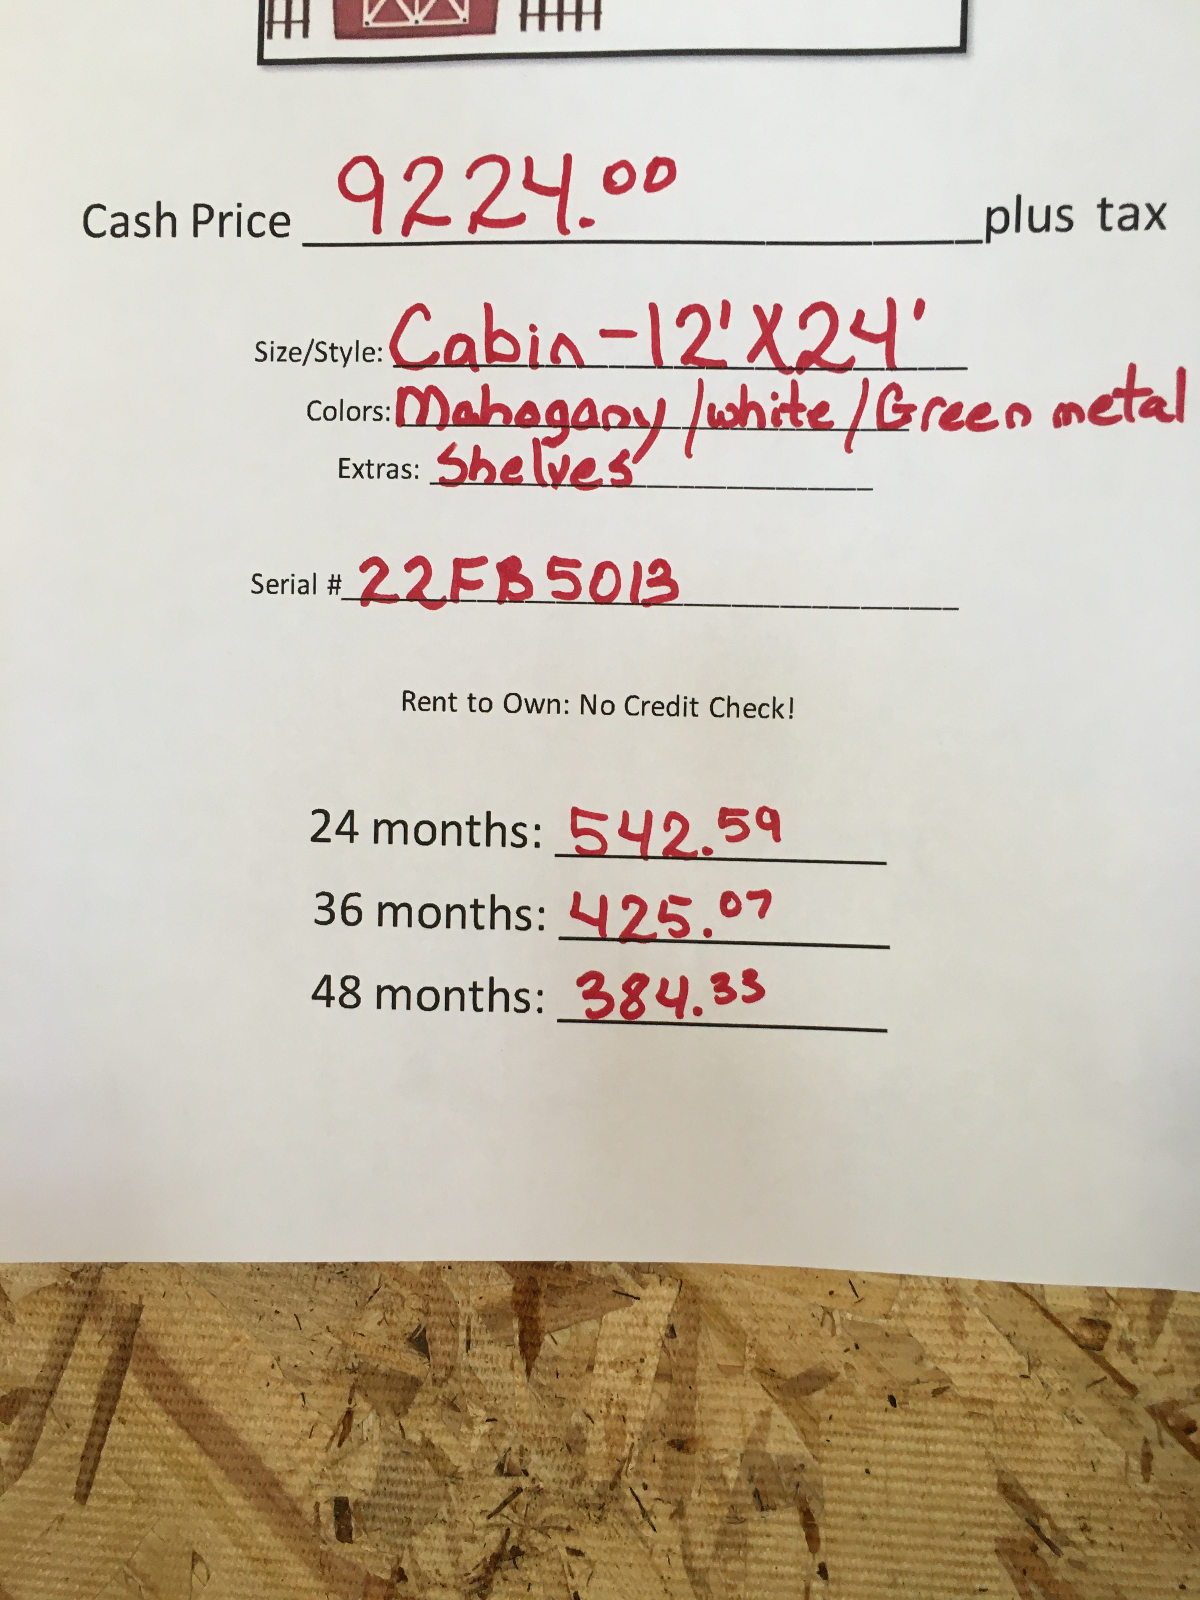 Cash Price 9224.00 plus tax
Size/Style: Cabin-12'X24'
Colors: Mahogany/white/Green metal
Extras: Shelves
Serial # 22FB5013
Rent to Own: No Credit Check!
24 months: 542.59
36 months: 425.07
48 months: 384.33